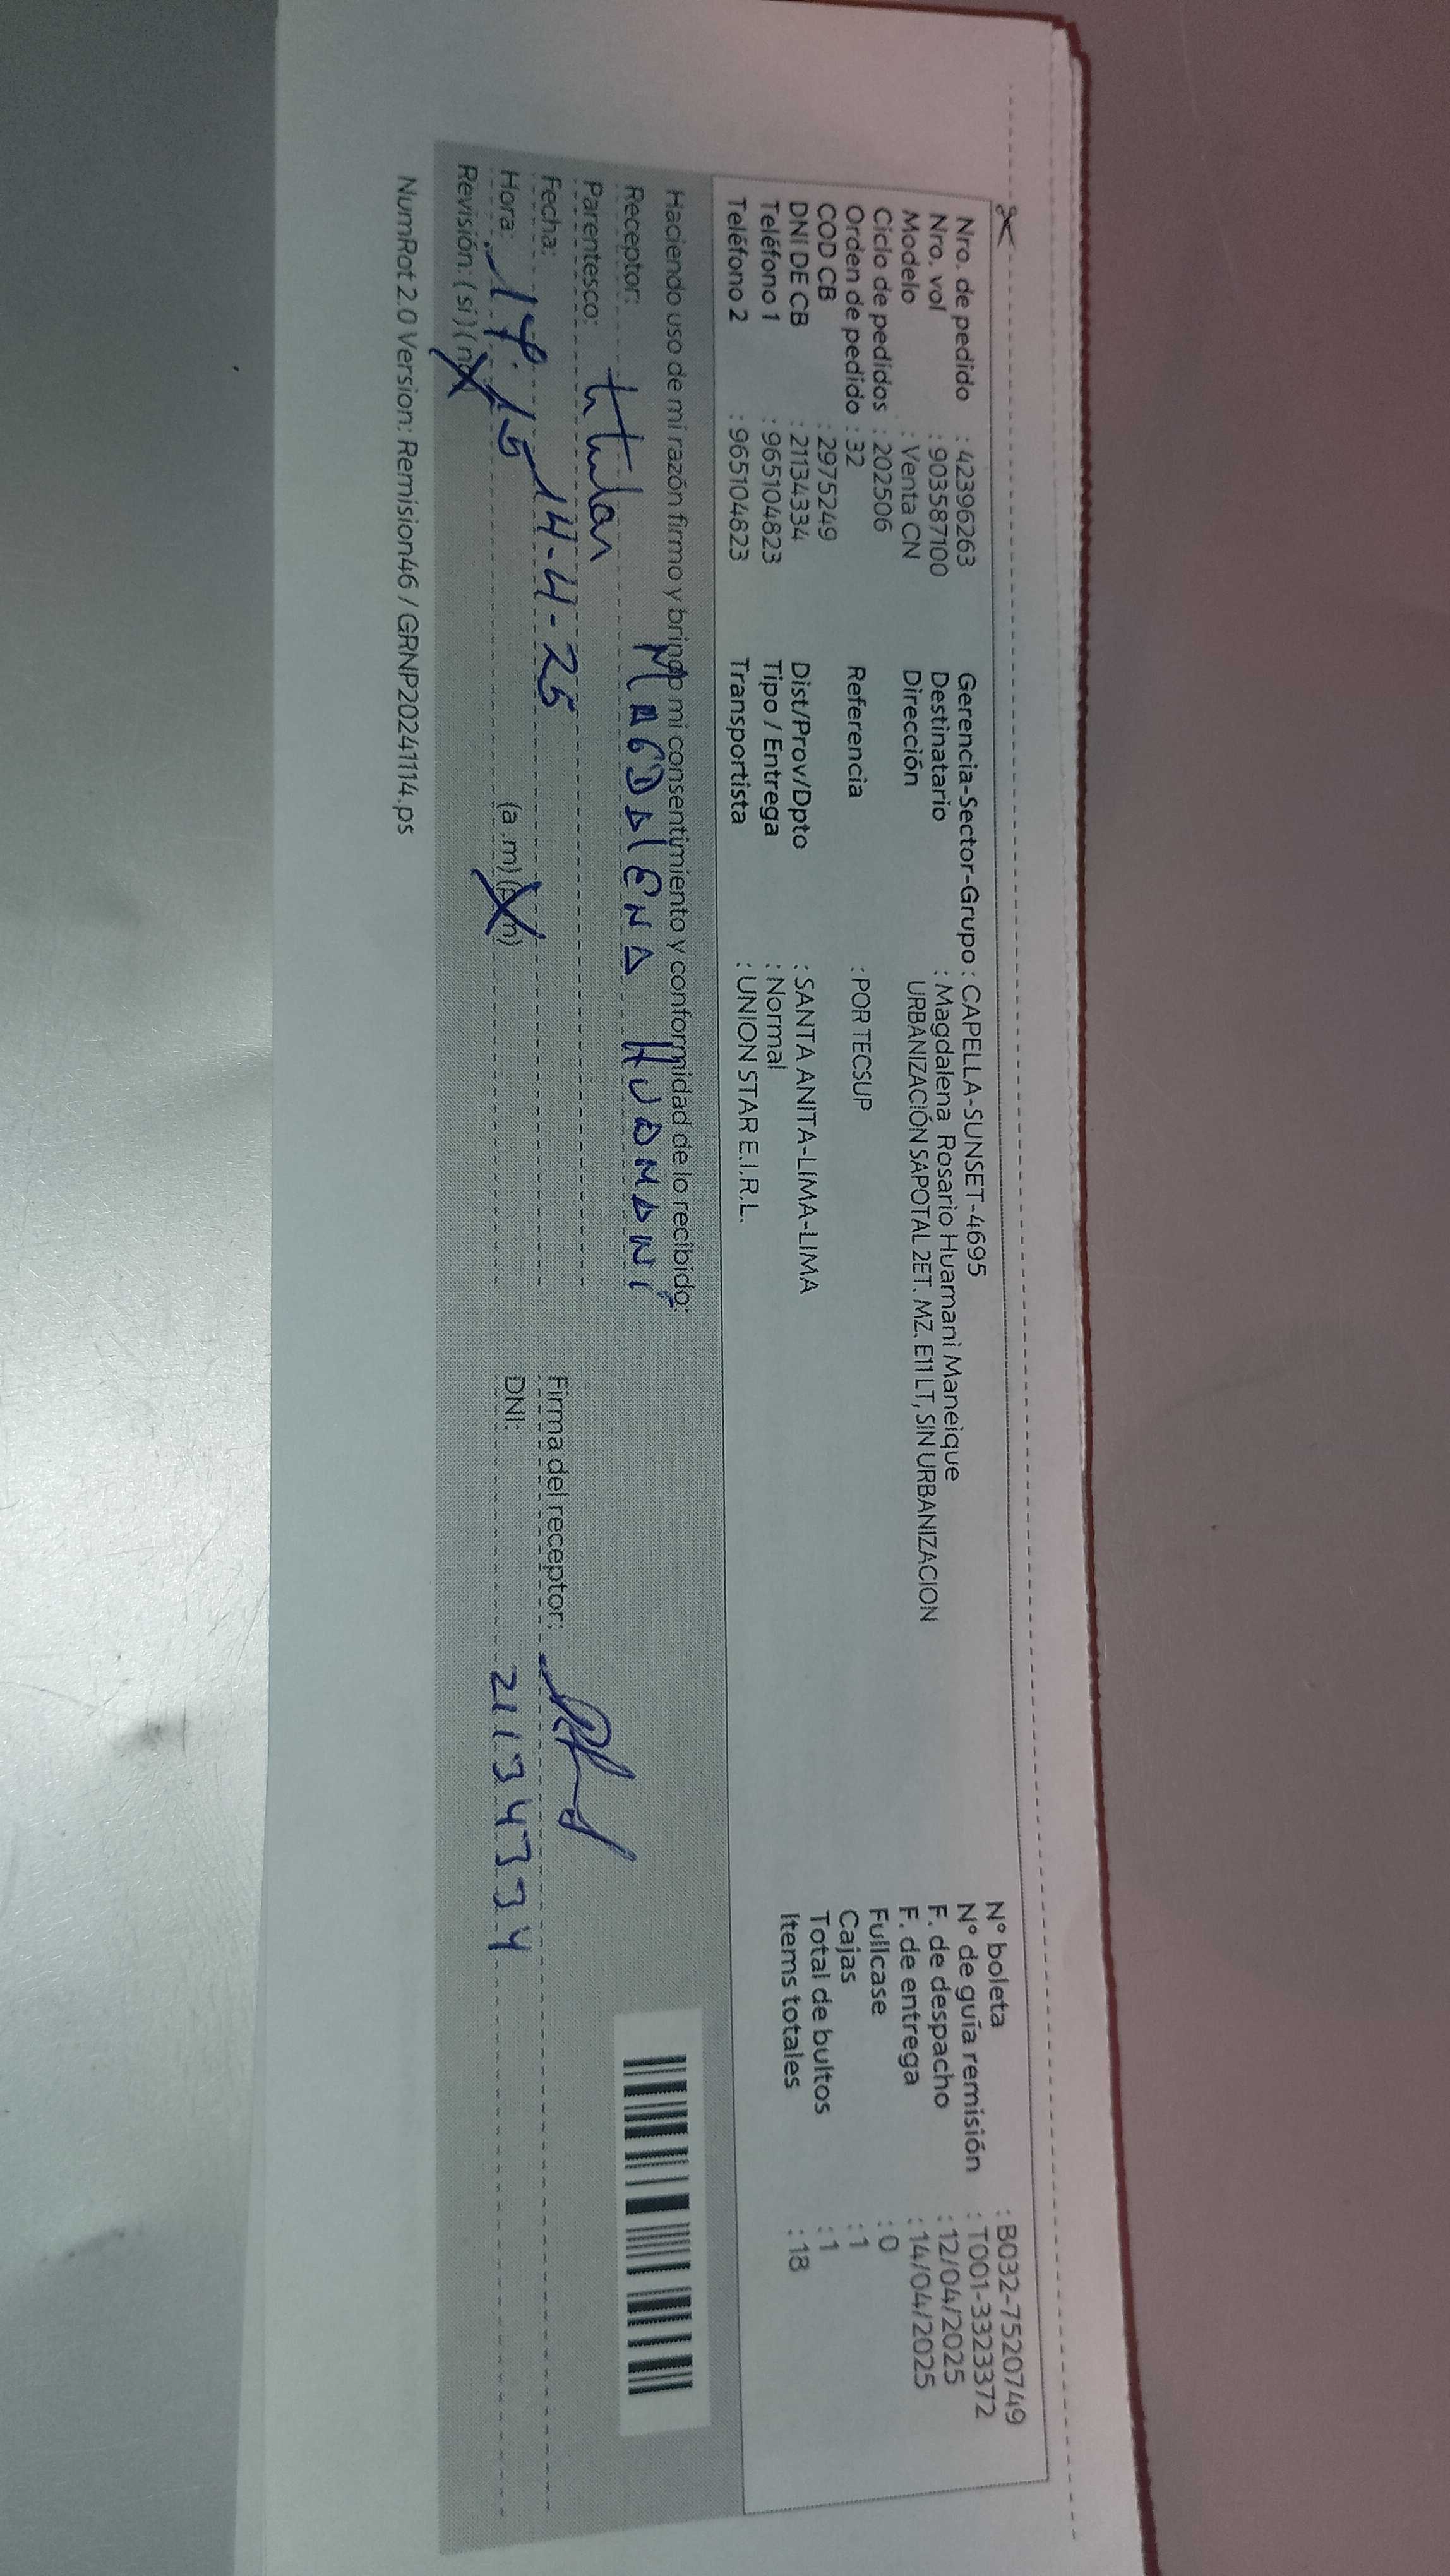 Nro. de pedido : 42396263
Nro. vol : 903587100
Modelo : Venta CN
Ciclo de pedidos : 202506
Orden de pedido : 32
COD CB : 2975249
DNI DE CB : 21134334
Teléfono 1 : 965104823
Teléfono 2 : 965104823
Gerencia-Sector-Grupo : CAPELLA-SUNSET-4695
Destinatario : Magdalena Rosario Huamani Maneique
Dirección URBANIZACIÓN SAPOTAL 2ET. MZ. E11 LT, SIN URBANIZACION
Referencia : POR TECSUP
Dist/Prov/Dpto : SANTA ANITA-LIMA-LIMA
Tipo / Entrega : Normal
Transportista : UNION STAR E.I.R.L.
N° boleta : B032-7520749
N° de guía remisión : T001-3323372
F. de despacho : 12/04/2025
F. de entrega : 14/04/2025
Fullcase : 0
Cajas : 1
Total de bultos : 1
Items totales : 18
Haciendo uso de mi razón firmo y brindo mi consentimiento y conformidad de lo recibido:
Receptor: MAGDALENA HUAMANI
Parentesco: titular
Fecha: 14-4-25
Hora: 14:15 (a.m) (p.m)
Revisión: (si) (no)
Firma del receptor:
DNI: 21134334
NumRot 2.0 Version: Remision46 / GRNP20241114.ps